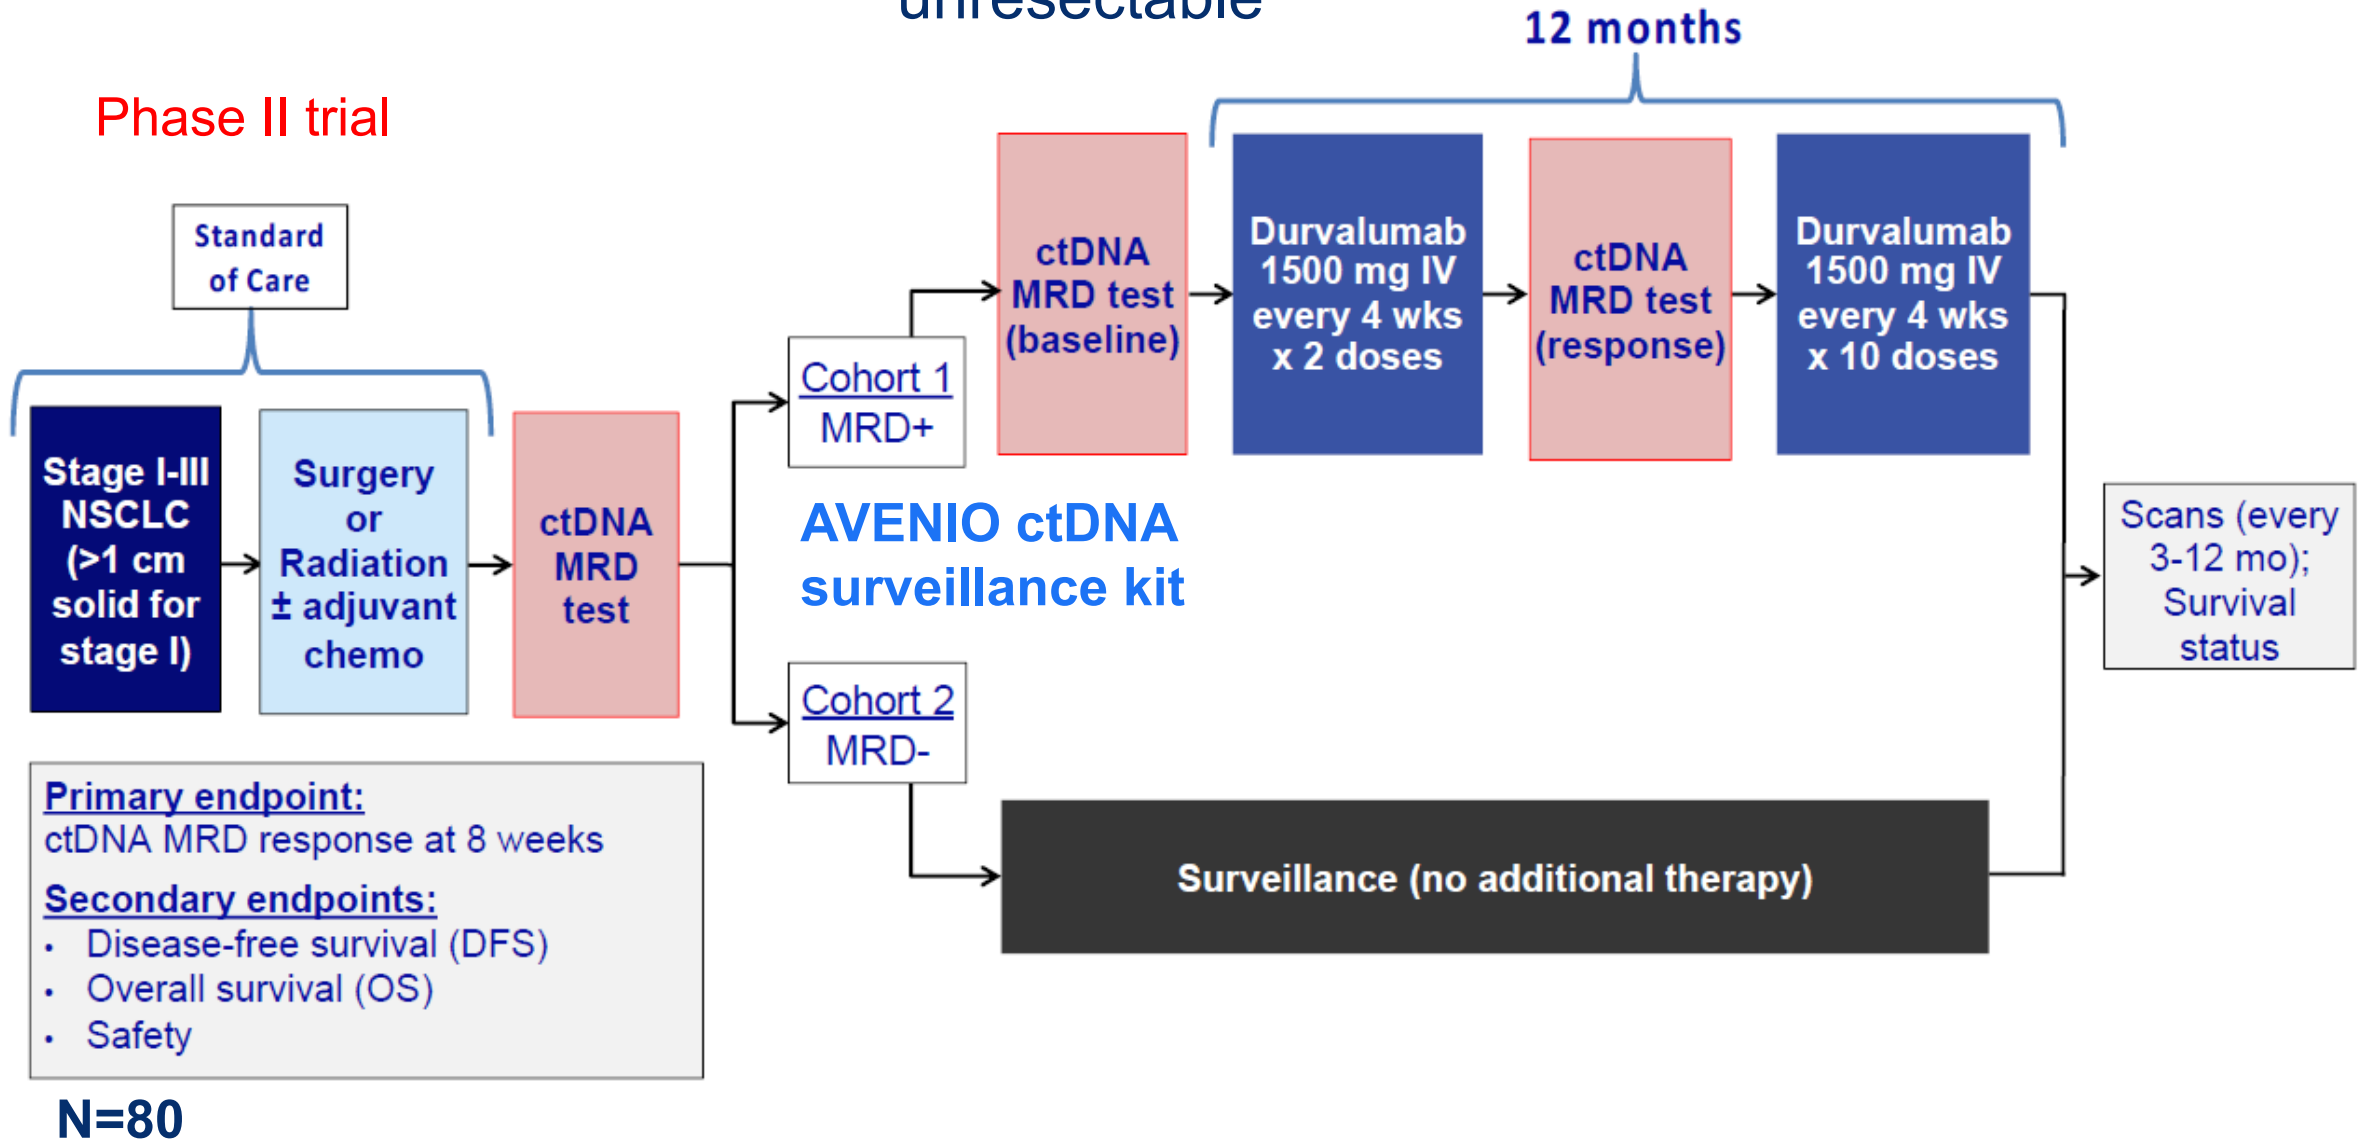 unresectable
12 months
Phase II trial
Standard
of Care
Stage I-III
NSCLC
(>1 cm
solid for
stage I)
Surgery
or
Radiation
± adjuvant
chemo
ctDNA
MRD
test
Cohort 1
MRD+
ctDNA
MRD test
(baseline)
Durvalumab
1500 mg IV
every 4 wks
x 2 doses
ctDNA
MRD test
(response)
Durvalumab
1500 mg IV
every 4 wks
x 10 doses
AVENIO ctDNA
surveillance kit
Cohort 2
MRD-
Surveillance (no additional therapy)
Scans (every
3-12 mo);
Survival
status
Primary endpoint:
ctDNA MRD response at 8 weeks
Secondary endpoints:
• Disease-free survival (DFS)
• Overall survival (OS)
• Safety
N=80